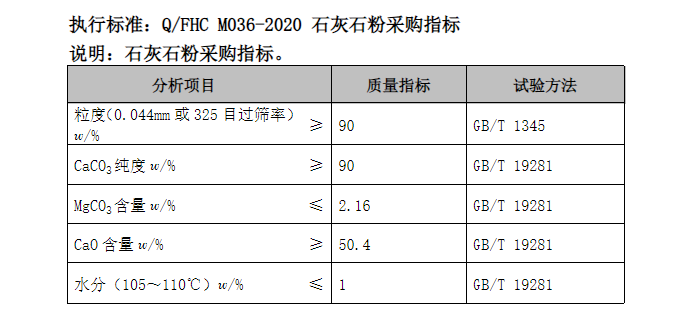 执行标准：Q/FHC M036-2020 石灰石粉采购指标
说明：石灰石粉采购指标。
分析项目 质量指标 试验方法
粒度(0.044mm 或 325 目过筛率)
w/% ≥ 90 GB/T 1345
CaCO₃纯度 w/% ≥ 90 GB/T 19281
MgCO₃含量 w/% ≤ 2.16 GB/T 19281
CaO 含量 w/% ≥ 50.4 GB/T 19281
水分（105～110℃）w/% ≤ 1 GB/T 19281